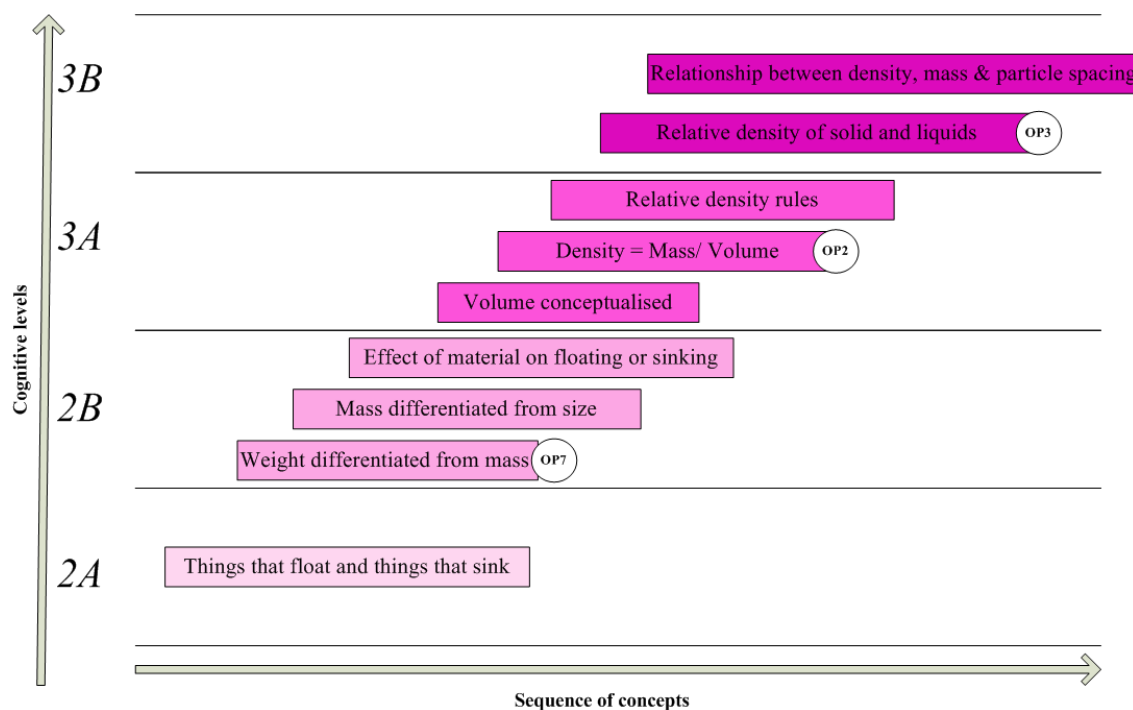 3B
Relationship between density, mass & particle spacing
Relative density of solid and liquids
OP3
3A
Relative density rules
Density = Mass/ Volume
OP2
Volume conceptualised
Cognitive levels
2B
Effect of material on floating or sinking
Mass differentiated from size
Weight differentiated from mass
OP7
2A
Things that float and things that sink
Sequence of concepts